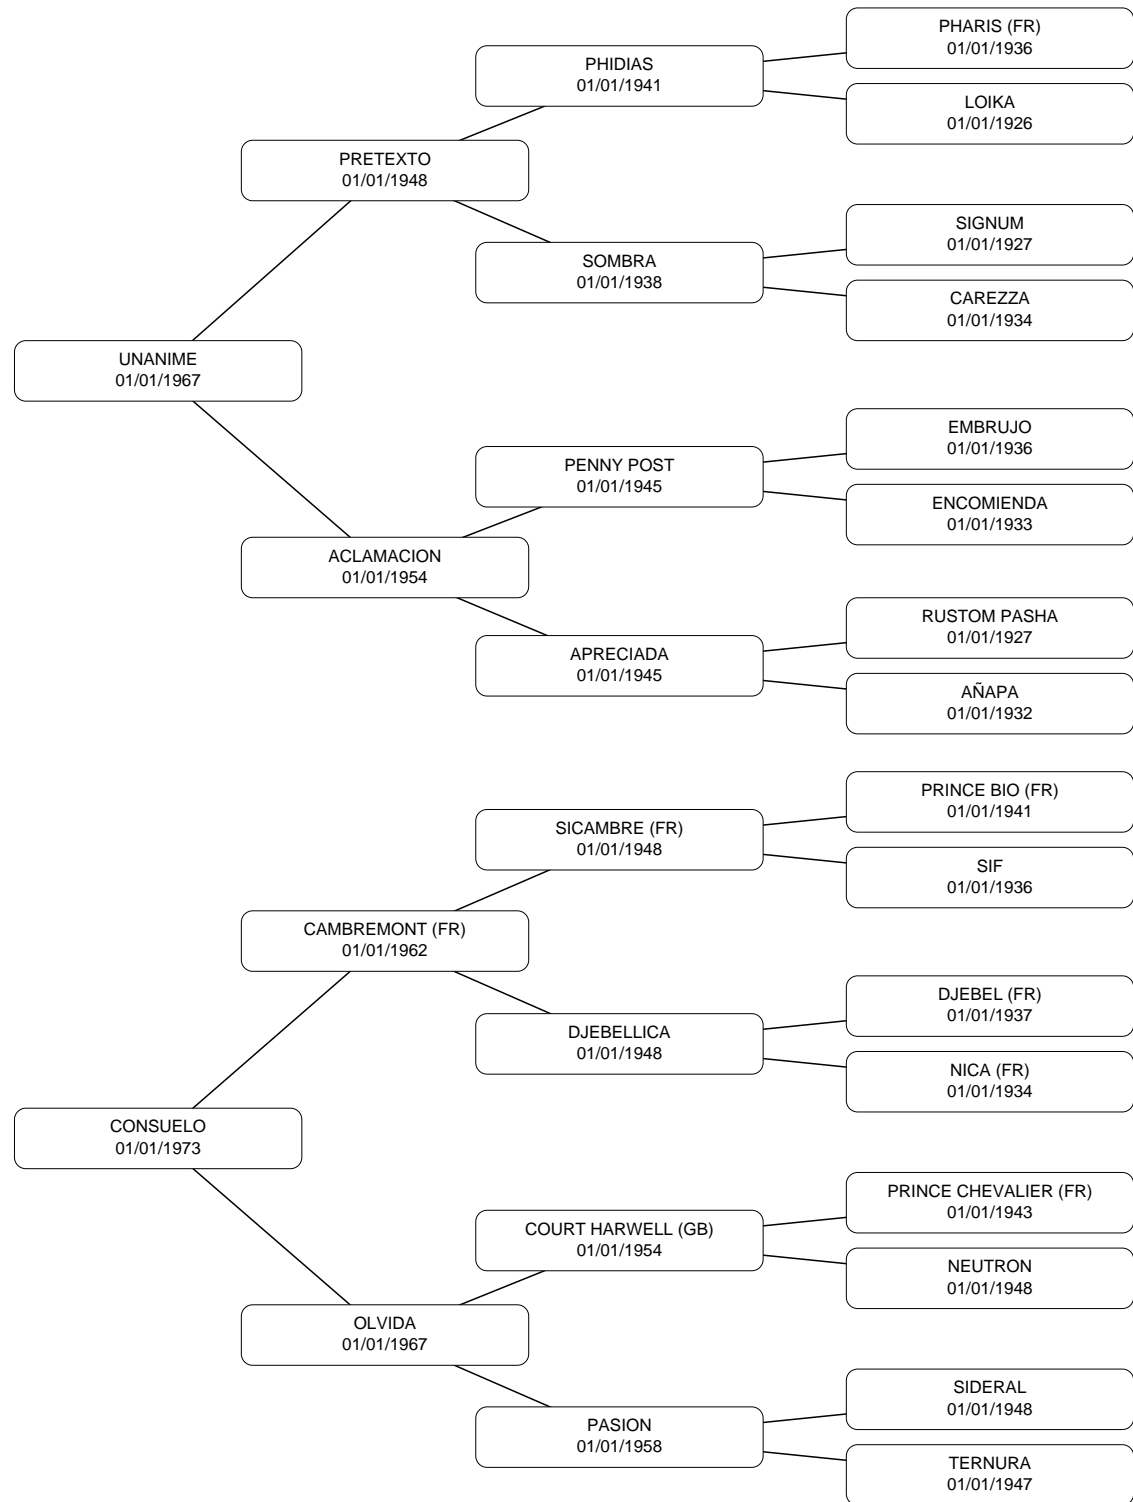 PHARIS (FR)
01/01/1936
PHIDIAS
01/01/1941
LOIKA
01/01/1926
PRETEXTO
01/01/1948
SIGNUM
01/01/1927
SOMBRA
01/01/1938
CAREZZA
01/01/1934
UNANIME
01/01/1967
EMBRUJO
01/01/1936
PENNY POST
01/01/1945
ENCOMIENDA
01/01/1933
ACLAMACION
01/01/1954
RUSTOM PASHA
01/01/1927
APRECIADA
01/01/1945
AÑAPA
01/01/1932
PRINCE BIO (FR)
01/01/1941
SICAMBRE (FR)
01/01/1948
SIF
01/01/1936
CAMBREMONT (FR)
01/01/1962
DJEBEL (FR)
01/01/1937
DJEBELLICA
01/01/1948
NICA (FR)
01/01/1934
CONSUELO
01/01/1973
PRINCE CHEVALIER (FR)
01/01/1943
COURT HARWELL (GB)
01/01/1954
NEUTRON
01/01/1948
OLVIDA
01/01/1967
SIDERAL
01/01/1948
PASION
01/01/1958
TERNURA
01/01/1947